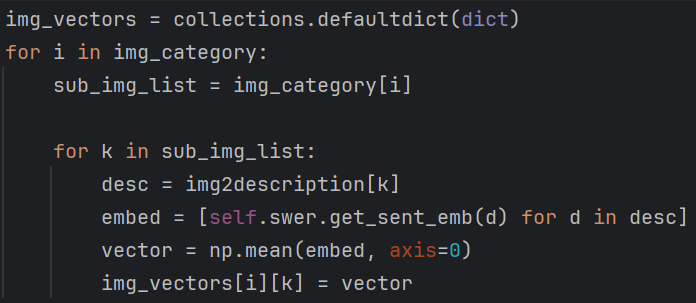 img_vectors = collections.defaultdict(dict)
for i in img_category:
    sub_img_list = img_category[i]

    for k in sub_img_list:
        desc = img2description[k]
        embed = [self.swer.get_sent_emb(d) for d in desc]
        vector = np.mean(embed, axis=0)
        img_vectors[i][k] = vector